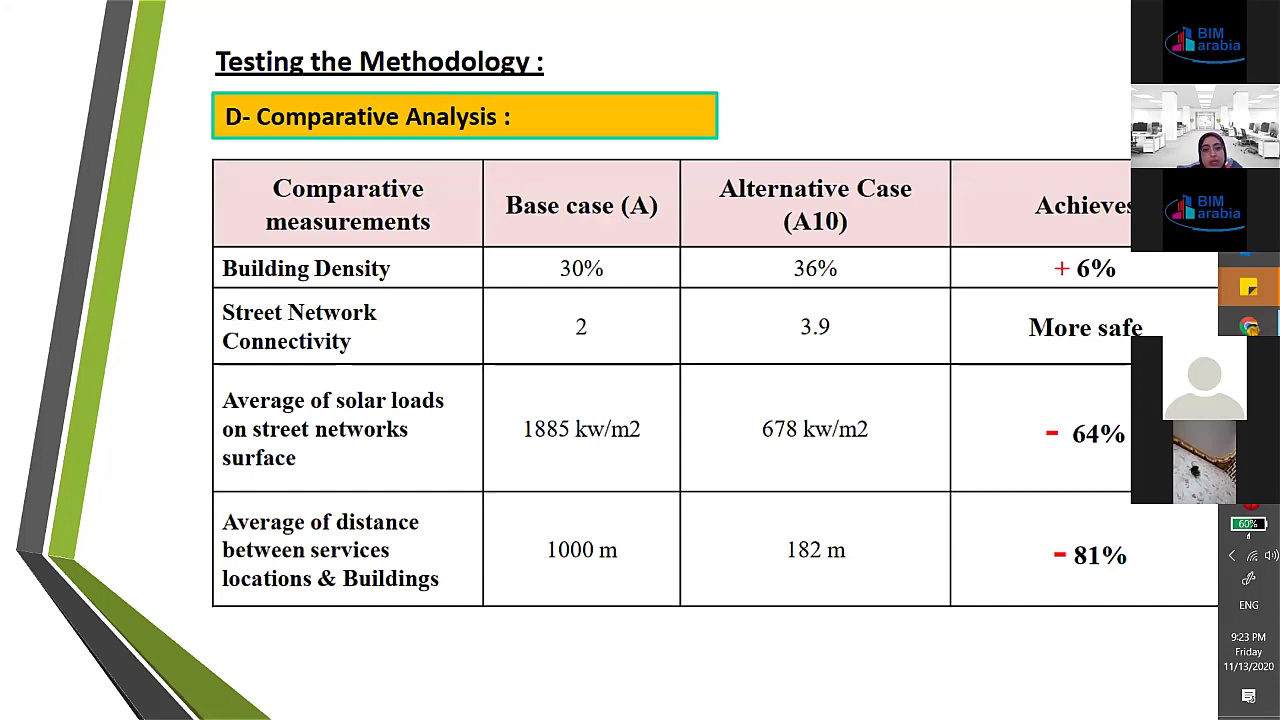 Testing the Methodology :
D- Comparative Analysis :
Comparative
measurements
Base case (A)
Alternative Case
(A10)
Achieves
Building Density
30%
36%
+ 6%
Street Network
Connectivity
2
3.9
More safe
Average of solar loads
on street networks
surface
1885 kw/m2
678 kw/m2
- 64%
Average of distance
between services
locations & Buildings
1000 m
182 m
- 81%
BIM
arabia
BIM
arabia
60%
ENG
9:23 PM
Friday
11/13/2020